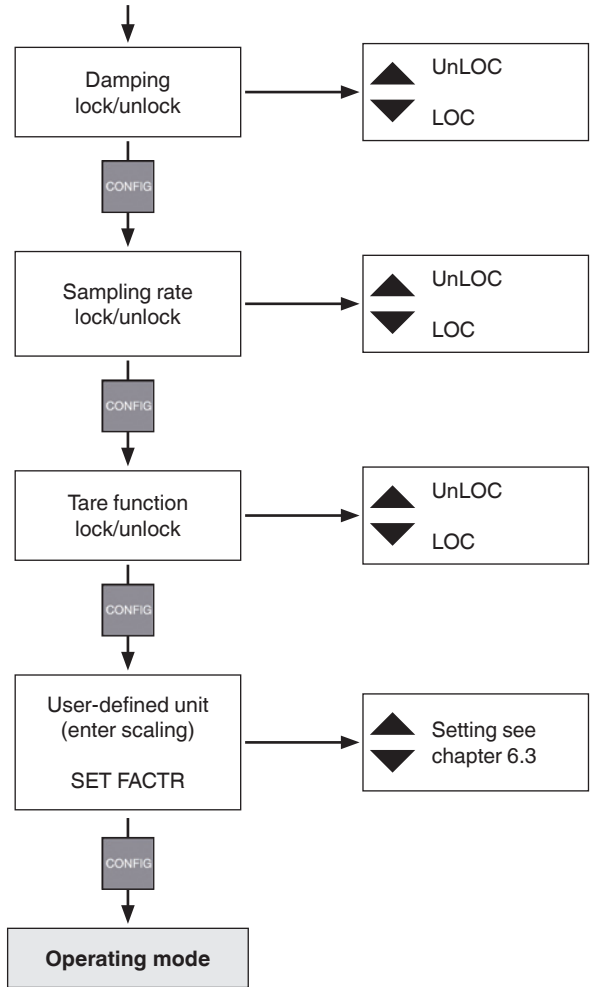 Damping
lock/unlock
UnLOC
LOC
CONFIG
Sampling rate
lock/unlock
UnLOC
LOC
CONFIG
Tare function
lock/unlock
UnLOC
LOC
CONFIG
User-defined unit
(enter scaling)
SET FACTR
Setting see
chapter 6.3
CONFIG
Operating mode